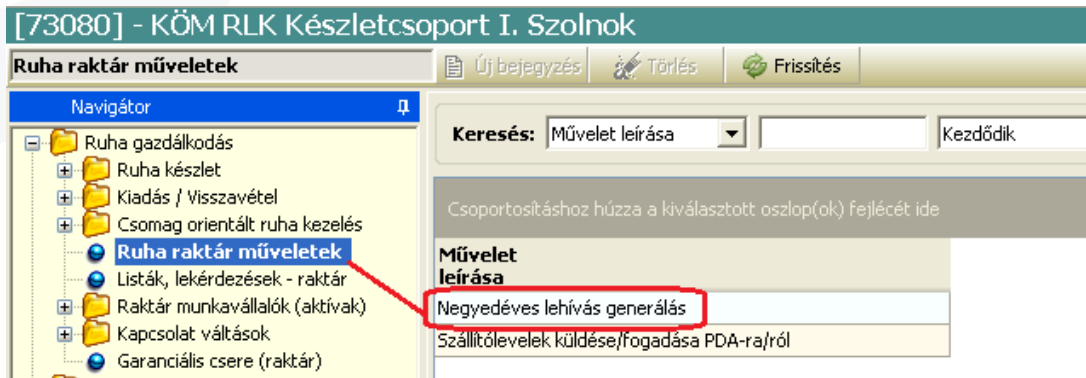 [73080] - KÖM RLK Készletcsoport I. Szolnok
Ruha raktár műveletek
Új bejegyzés
Törlés
Frissítés
Navigátor
Ruha gazdálkodás
Ruha készlet
Kiadás / Visszavétel
Csomag orientált ruha kezelés
Ruha raktár műveletek
Listák, lekérdezések - raktár
Raktár munkavállalók (aktívak)
Kapcsolat váltások
Garanciális csere (raktár)
Keresés: Művelet leírása Kezdődik
Csoportosításhoz húzza a kiválasztott oszlop(ok) fejlécét ide
Művelet
leírása
Negyedéves lehívás generálás
Szállítólevelek küldése/fogadása PDA-ra/ról